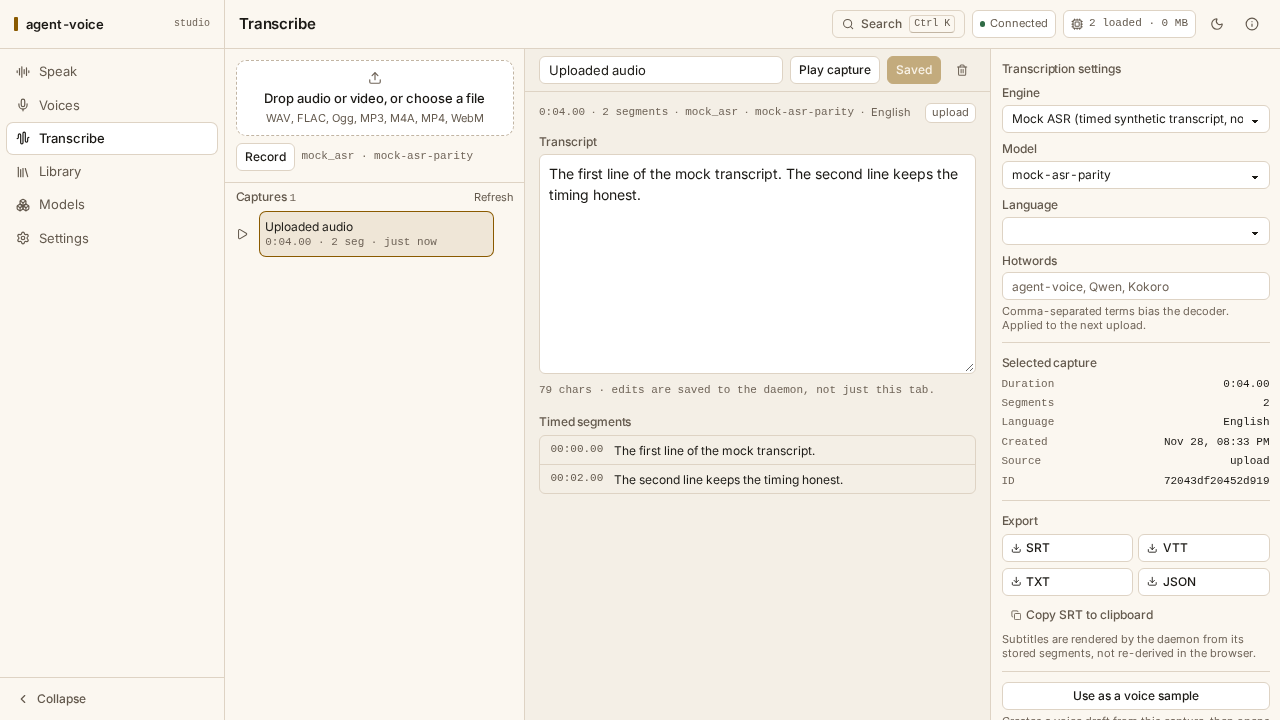 agent-voice
studio
Speak
Voices
Transcribe
Library
Models
Settings
Collapse
Transcribe
Search Ctrl K
Connected
2 loaded · 0 MB
Drop audio or video, or choose a file
WAV, FLAC, Ogg, MP3, M4A, MP4, WebM
Record
mock_asr · mock-asr-parity
Captures 1
Refresh
Uploaded audio
0:04.00 · 2 seg · just now
Uploaded audio
Play capture
Saved
0:04.00 · 2 segments · mock_asr · mock-asr-parity · English
upload
Transcript
The first line of the mock transcript. The second line keeps the
timing honest.
79 chars · edits are saved to the daemon, not just this tab.
Timed segments
00:00.00 The first line of the mock transcript.
00:02.00 The second line keeps the timing honest.
Transcription settings
Engine
Mock ASR (timed synthetic transcript, no
Model
mock-asr-parity
Language
Hotwords
agent-voice, Qwen, Kokoro
Comma-separated terms bias the decoder.
Applied to the next upload.
Selected capture
Duration 0:04.00
Segments 2
Language English
Created Nov 28, 08:33 PM
Source upload
ID 72043df20452d919
Export
SRT
VTT
TXT
JSON
Copy SRT to clipboard
Subtitles are rendered by the daemon from its
stored segments, not re-derived in the browser.
Use as a voice sample